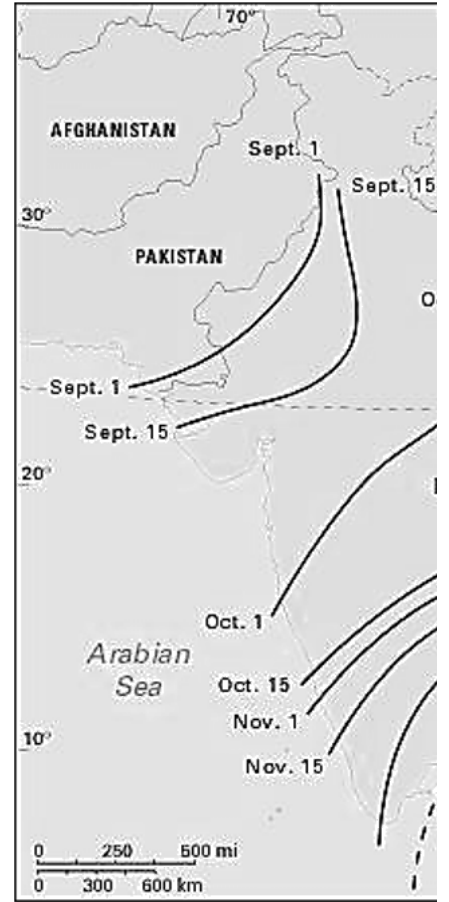 70°
AFGHANISTAN
Sept. 1
Sept. 15
30°
PAKISTAN
Sept. 1
Sept. 15
20°
Oct. 1
Arabian
Sea
Oct. 15
Nov. 1
10°
Nov. 15
0 250 500 mi
0 300 600 km